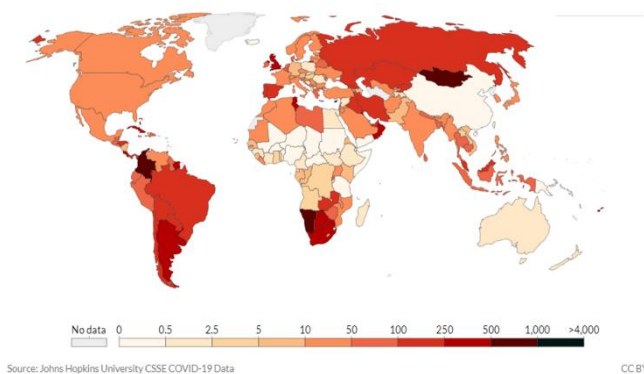 No data 0 0.5 2.5 5 10 50 100 250 500 1,000 >4,000
Source: Johns Hopkins University CSSE COVID-19 Data CC BY